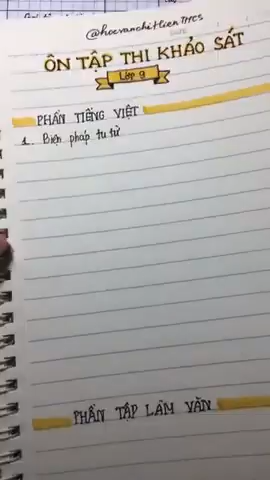 @hocvanchiHienTHCS
ÔN TẬP THI KHẢO SÁT
Lớp 9
PHẦN TIẾNG VIỆT
1. Biện pháp tu từ
PHẦN TẬP LÀM VĂN